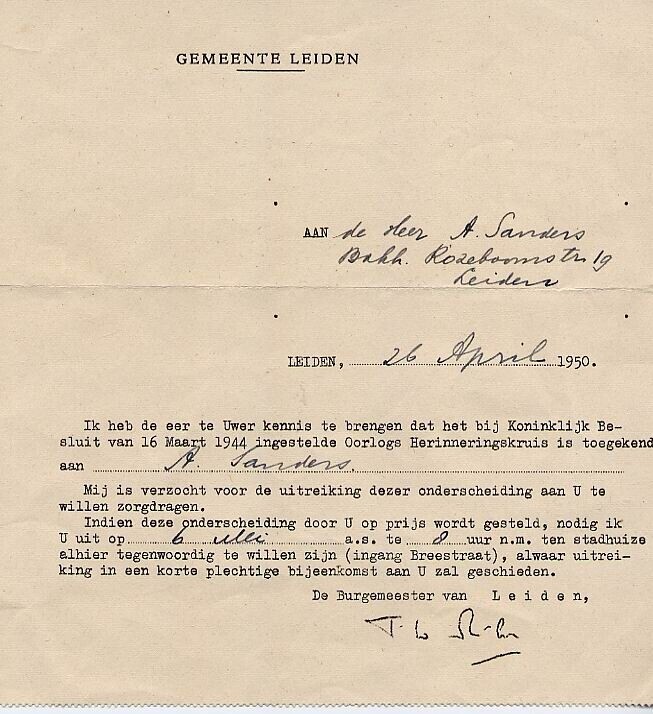 GEMEENTE LEIDEN
AAN de Heer A. Sanders
Bakh. Roozeboomstr. 19
Leiden
LEIDEN, 26 April 1950.
Ik heb de eer te Uwer kennis te brengen dat het bij Koninklijk Be-
sluit van 16 Maart 1944 ingestelde Oorlogs Herinneringskruis is toegekend
aan A. Sanders.
Mij is verzocht voor de uitreiking dezer onderscheiding aan U te
willen zorgdragen.
Indien deze onderscheiding door U op prijs wordt gesteld, nodig ik
U uit op 6 Mei a.s. te 8 uur n.m. ten stadhuize
alhier tegenwoordig te willen zijn (ingang Breestraat), alwaar uitrei-
king in een korte plechtige bijeenkomst aan U zal geschieden.
De Burgemeester van Leiden,